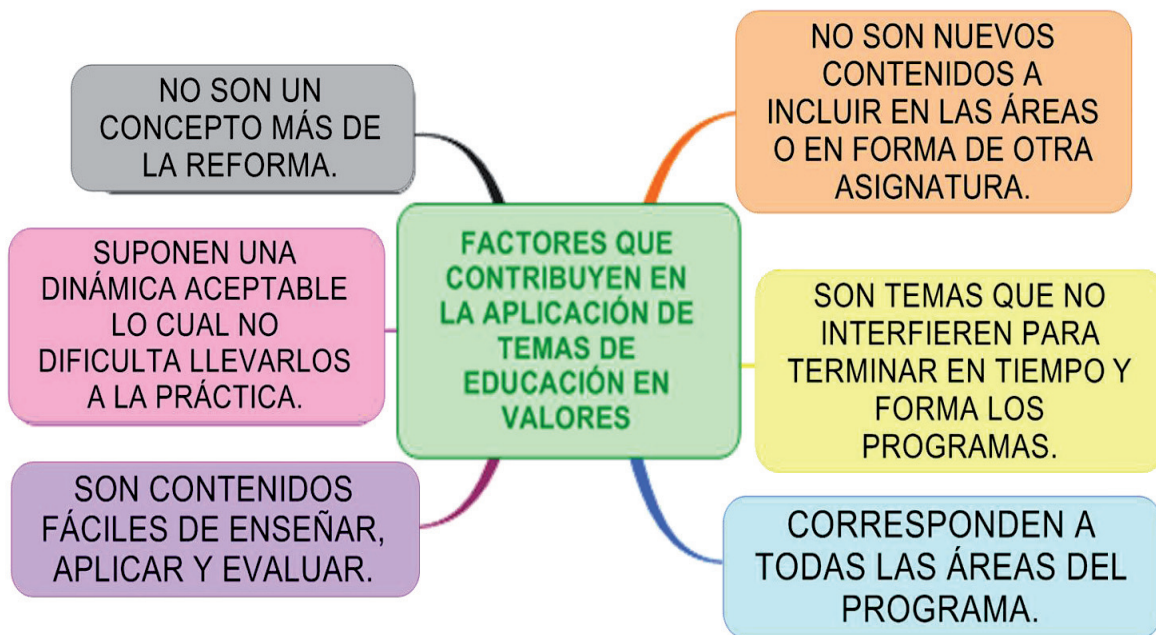 NO SON UN
CONCEPTO MÁS DE
LA REFORMA.
NO SON NUEVOS
CONTENIDOS A
INCLUIR EN LAS ÁREAS
O EN FORMA DE OTRA
ASIGNATURA.
FACTORES QUE
CONTRIBUYEN EN
LA APLICACIÓN DE
TEMAS DE
EDUCACIÓN EN
VALORES
SUPONEN UNA
DINÁMICA ACEPTABLE
LO CUAL NO
DIFICULTA LLEVARLOS
A LA PRÁCTICA.
SON TEMAS QUE NO
INTERFIEREN PARA
TERMINAR EN TIEMPO Y
FORMA LOS
PROGRAMAS.
SON CONTENIDOS
FÁCILES DE ENSEÑAR,
APLICAR Y EVALUAR.
CORRESPONDEN A
TODAS LAS ÁREAS DEL
PROGRAMA.